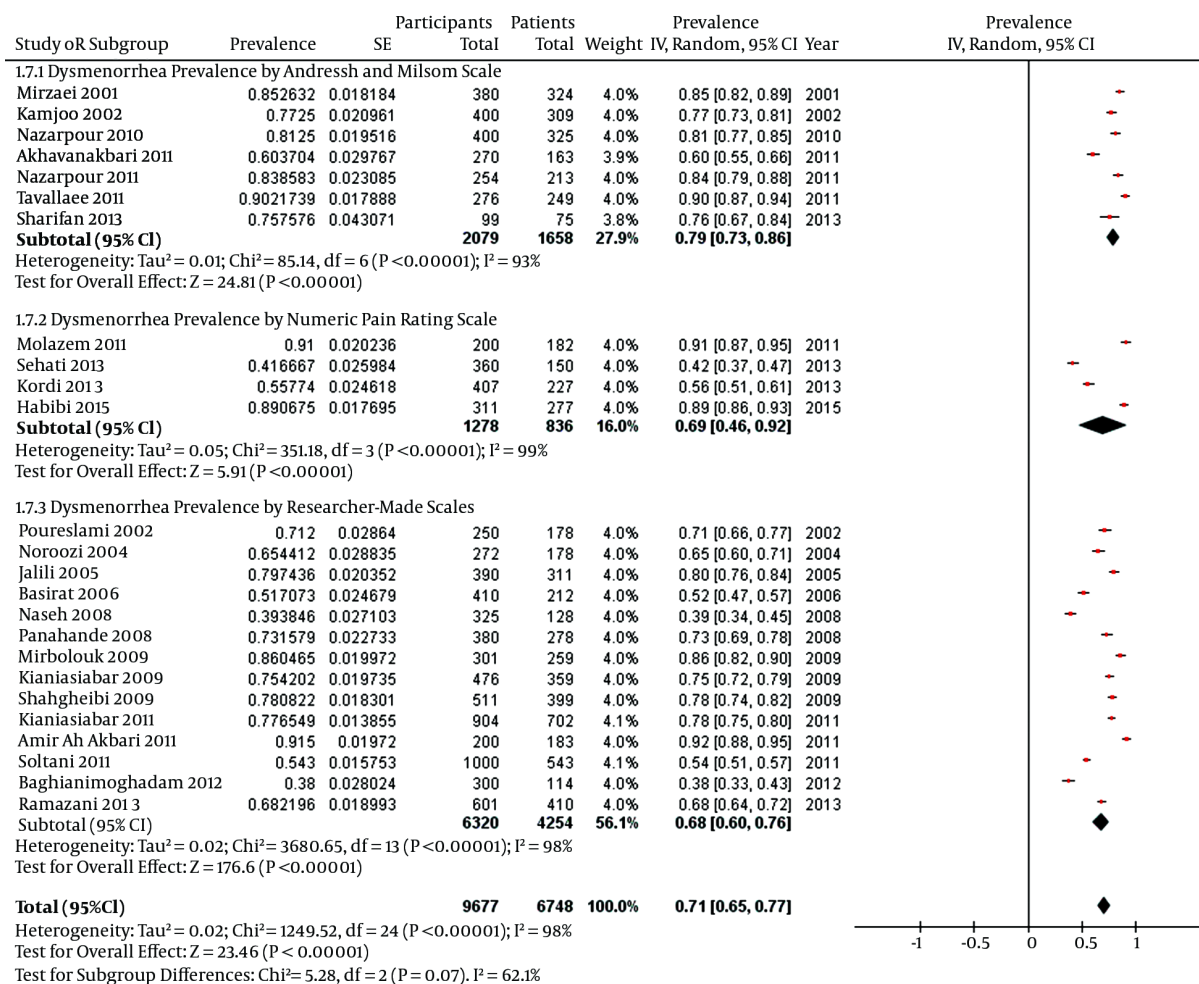 Participants Patients Prevalence Prevalence
Study oR Subgroup Prevalence SE Total Total Weight IV, Random, 95% CI Year IV, Random, 95% CI
1.7.1 Dysmenorrhea Prevalence by Andressh and Milsom Scale
Mirzaei 2001 0.852632 0.018184 380 324 4.0% 0.85 [0.82, 0.89] 2001
Kamjoo 2002 0.7725 0.020961 400 309 4.0% 0.77 [0.73, 0.81] 2002
Nazarpour 2010 0.8125 0.019516 400 325 4.0% 0.81 [0.77, 0.85] 2010
Akhavanakbari 2011 0.603704 0.029767 270 163 3.9% 0.60 [0.55, 0.66] 2011
Nazarpour 2011 0.838583 0.023085 254 213 4.0% 0.84 [0.79, 0.88] 2011
Tavallaee 2011 0.9021739 0.017888 276 249 4.0% 0.90 [0.87, 0.94] 2011
Sharifan 2013 0.757576 0.043071 99 75 3.8% 0.76 [0.67, 0.84] 2013
Subtotal (95% Cl) 2079 1658 27.9% 0.79 [0.73, 0.86]
Heterogeneity: Tau² = 0.01; Chi² = 85.14, df = 6 (P <0.00001); I² = 93%
Test for Overall Effect: Z = 24.81 (P <0.00001)
1.7.2 Dysmenorrhea Prevalence by Numeric Pain Rating Scale
Molazem 2011 0.91 0.020236 200 182 4.0% 0.91 [0.87, 0.95] 2011
Sehati 2013 0.416667 0.025984 360 150 4.0% 0.42 [0.37, 0.47] 2013
Kordi 2013 0.55774 0.024618 407 227 4.0% 0.56 [0.51, 0.61] 2013
Habibi 2015 0.890675 0.017695 311 277 4.0% 0.89 [0.86, 0.93] 2015
Subtotal (95% Cl) 1278 836 16.0% 0.69 [0.46, 0.92]
Heterogeneity: Tau² = 0.05; Chi² = 351.18, df = 3 (P <0.00001); I² = 99%
Test for Overall Effect: Z = 5.91 (P <0.00001)
1.7.3 Dysmenorrhea Prevalence by Researcher-Made Scales
Poureslami 2002 0.712 0.02864 250 178 4.0% 0.71 [0.66, 0.77] 2002
Noroozi 2004 0.654412 0.028835 272 178 4.0% 0.65 [0.60, 0.71] 2004
Jalili 2005 0.797436 0.020352 390 311 4.0% 0.80 [0.76, 0.84] 2005
Basirat 2006 0.517073 0.024679 410 212 4.0% 0.52 [0.47, 0.57] 2006
Naseh 2008 0.393846 0.027103 325 128 4.0% 0.39 [0.34, 0.45] 2008
Panahande 2008 0.731579 0.022733 380 278 4.0% 0.73 [0.69, 0.78] 2008
Mirbolouk 2009 0.860465 0.019972 301 259 4.0% 0.86 [0.82, 0.90] 2009
Kianiasiabar 2009 0.754202 0.019735 476 359 4.0% 0.75 [0.72, 0.79] 2009
Shahgheibi 2009 0.780822 0.018301 511 399 4.0% 0.78 [0.74, 0.82] 2009
Kianiasiabar 2011 0.776549 0.013855 904 702 4.1% 0.78 [0.75, 0.80] 2011
Amir Ah Akbari 2011 0.915 0.01972 200 183 4.0% 0.92 [0.88, 0.95] 2011
Soltani 2011 0.543 0.015753 1000 543 4.1% 0.54 [0.51, 0.57] 2011
Baghianimoghadam 2012 0.38 0.028024 300 114 4.0% 0.38 [0.33, 0.43] 2012
Ramazani 2013 0.682196 0.018993 601 410 4.0% 0.68 [0.64, 0.72] 2013
Subtotal (95% CI) 6320 4254 56.1% 0.68 [0.60, 0.76]
Heterogeneity: Tau² = 0.02; Chi² = 3680.65, df = 13 (P <0.00001); I² = 98%
Test for Overall Effect: Z = 176.6 (P <0.00001)
Total (95%Cl) 9677 6748 100.0% 0.71 [0.65, 0.77]
Heterogeneity: Tau² = 0.02; Chi² = 1249.52, df = 24 (P <0.00001); I² = 98%
-1 -0.5 0 0.5 1
Test for Overall Effect: Z = 23.46 (P < 0.00001)
Test for Subgroup Differences: Chi²= 5.28, df = 2 (P = 0.07). I² = 62.1%